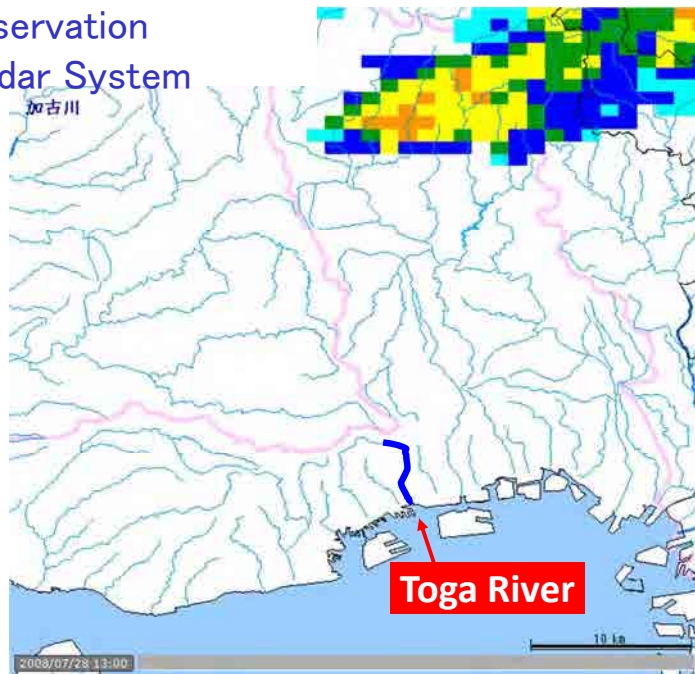 servation
dar System
加古川
Toga River
10 km
2008/07/28 13:00